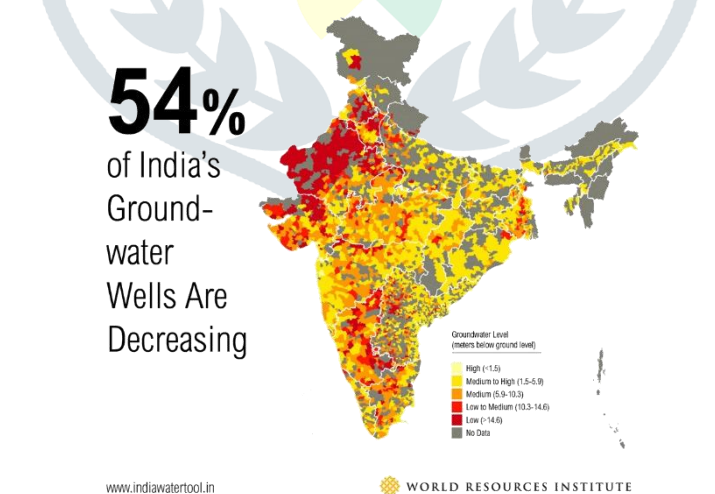 54%
of India's
Ground-
water
Wells Are
Decreasing
Groundwater Level
(meters below ground level)
High (<1.5)
Medium to High (1.5-5.9)
Medium (5.9-10.3)
Low to Medium (10.3-14.6)
Low (>14.6)
No Data
www.indiawatertool.in
WORLD RESOURCES INSTITUTE